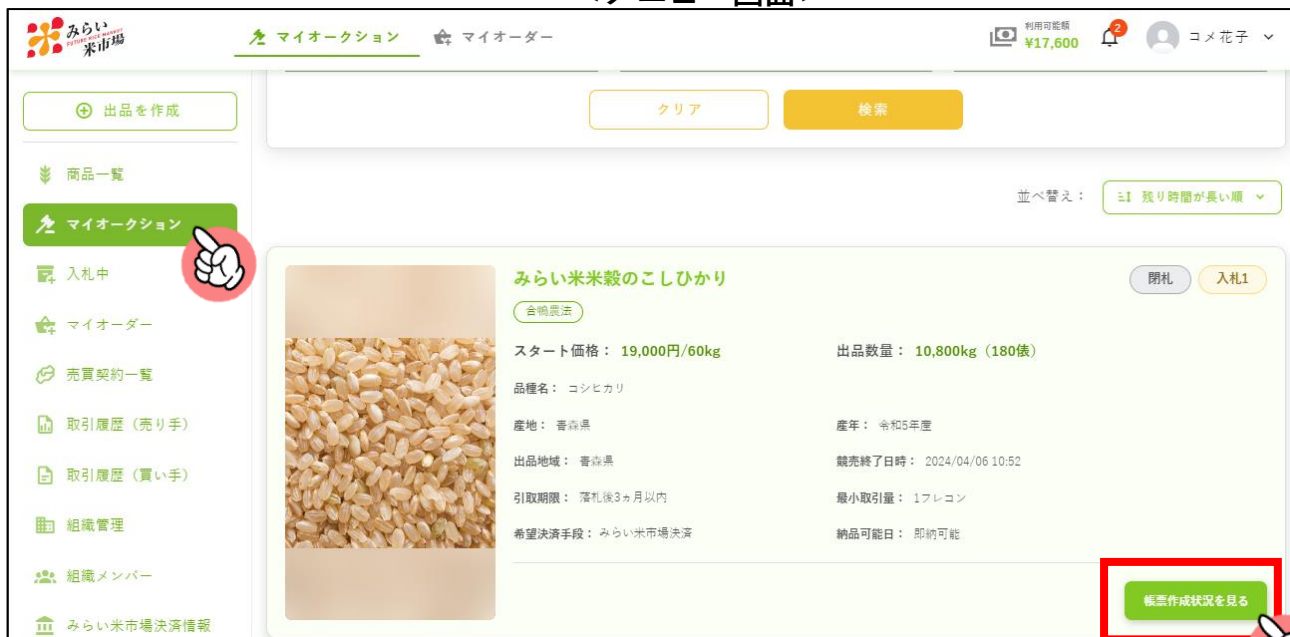 みらい
FUTURE RICE MARKET
米市場
マイオークション
マイオーダー
利用可能額
¥17,600
2
コメ花子
出品を作成
クリア
検索
商品一覧
並べ替え：
残り時間が長い順
マイオークション
入札中
マイオーダー
売買契約一覧
取引履歴（売り手）
取引履歴（買い手）
組織管理
組織メンバー
みらい米市場決済情報
みらい米米穀のこしひかり
閉札
入札1
合鴨農法
スタート価格： 19,000円/60kg
出品数量： 10,800kg（180俵）
品種名： コシヒカリ
産地： 青森県
産年： 令和5年産
出品地域： 青森県
競売終了日時： 2024/04/06 10:52
引取期限： 落札後3ヵ月以内
最小取引量： 1フレコン
希望決済手段： みらい米市場決済
納品可能日： 即納可能
帳票作成状況を見る